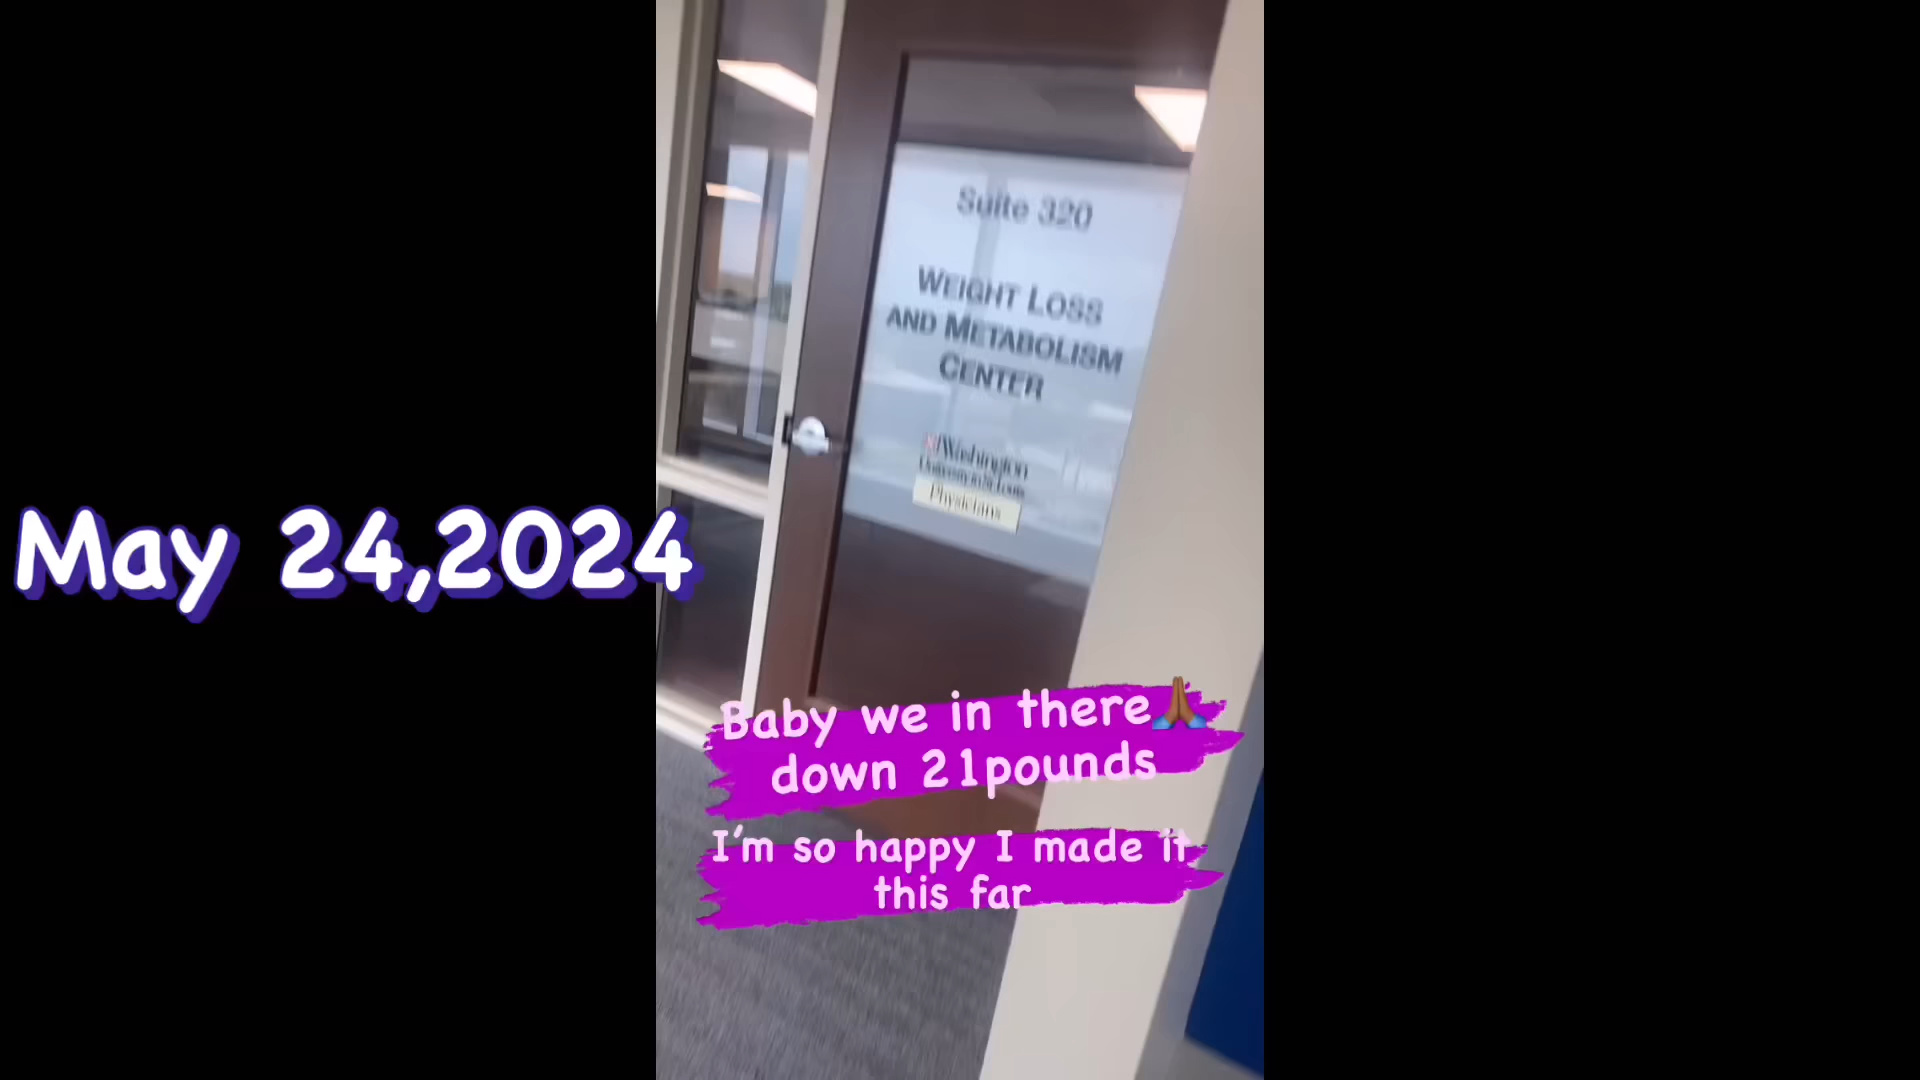 Suite 320
WEIGHT LOSS
AND METABOLISM
CENTER
Washington
Physicians
May 24,2024
Baby we in there🙏🏾
down 21pounds
I'm so happy I made it
this far